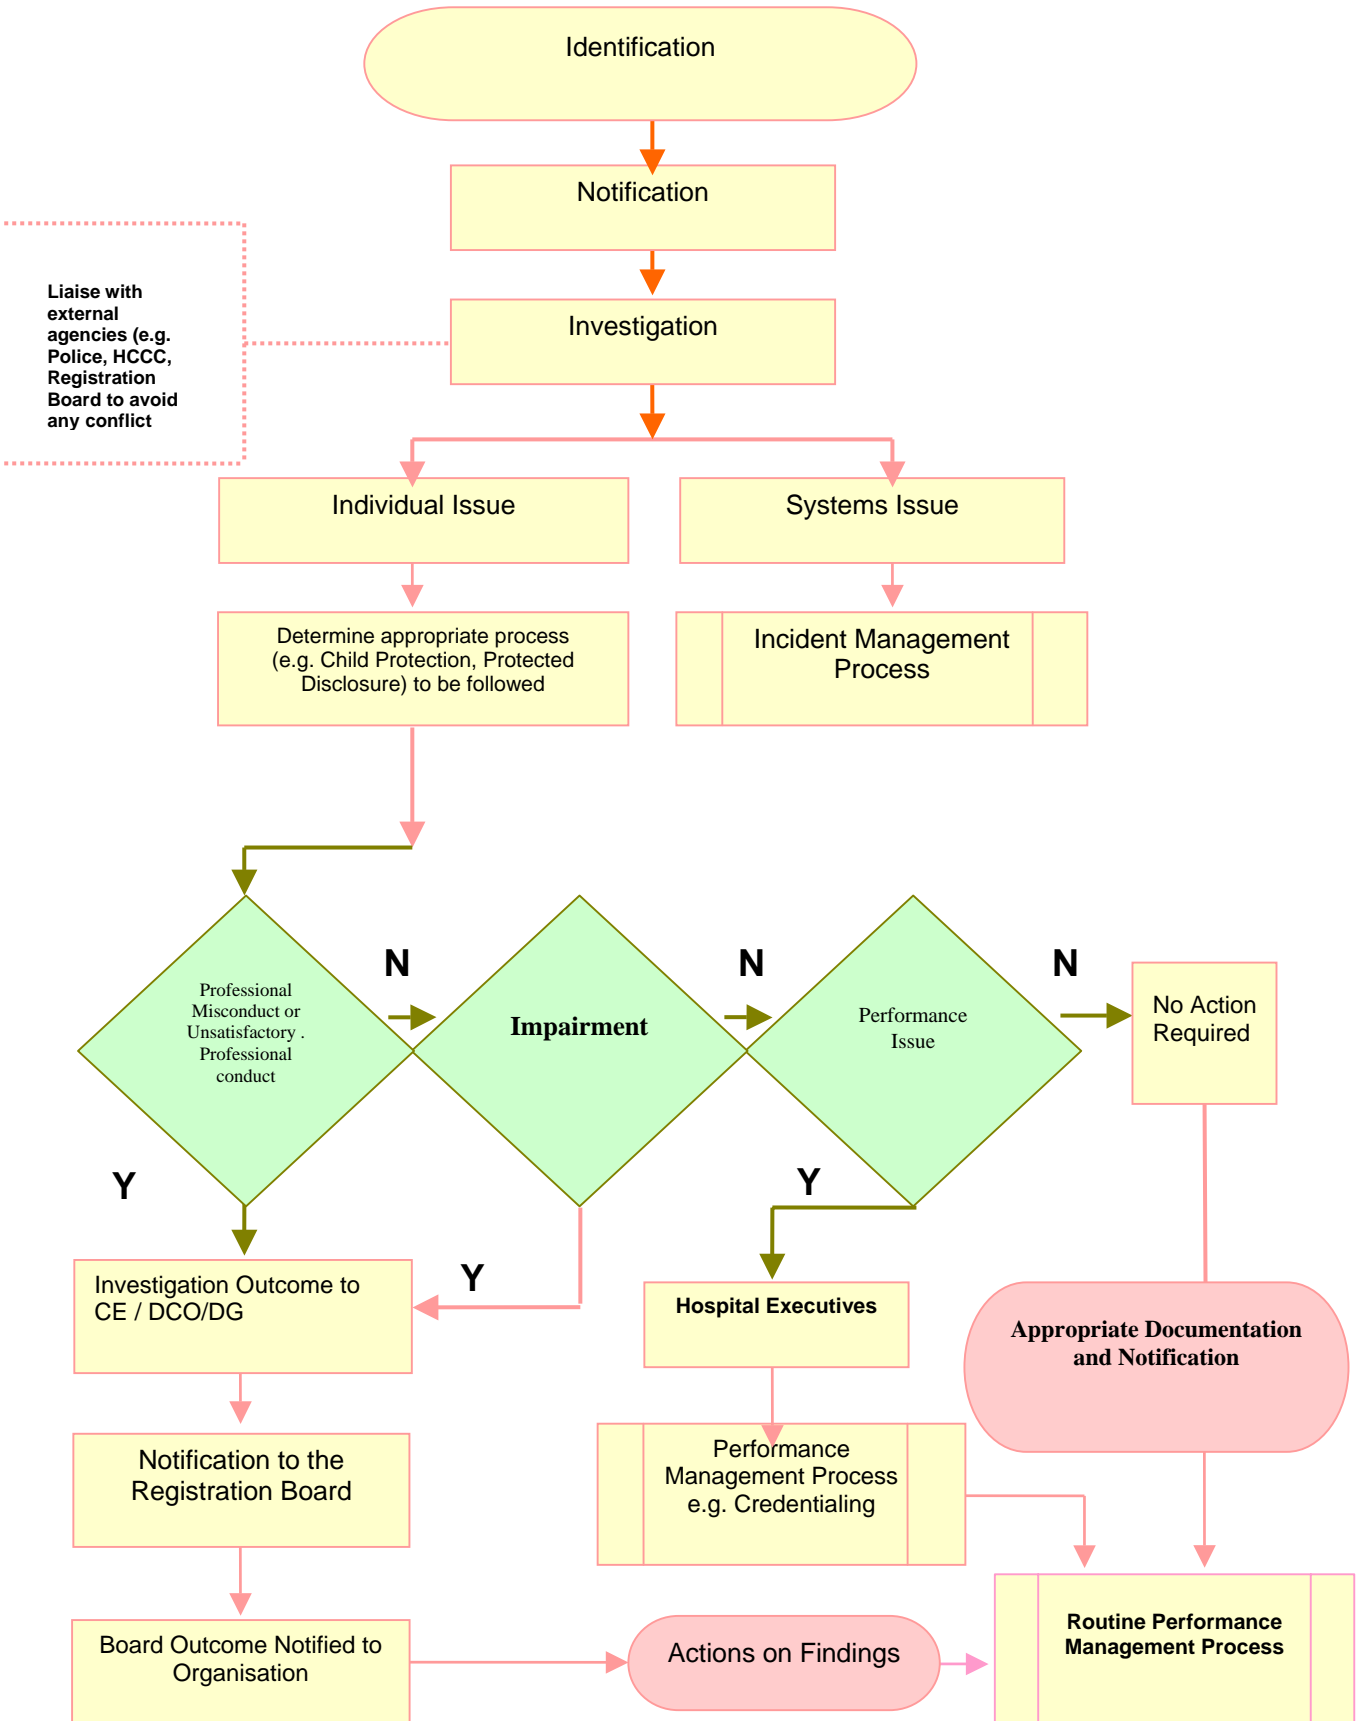 Identification
Notification
Liaise with
external
agencies (e.g.
Police, HCCC,
Registration
Board to avoid
any conflict
Investigation
Individual Issue
Systems Issue
Determine appropriate process
(e.g. Child Protection, Protected
Disclosure) to be followed
Incident Management
Process
Professional
Misconduct or
Unsatisfactory .
Professional
conduct
N
Impairment
N
Performance
Issue
N
No Action
Required
Y
Y
Y
Investigation Outcome to
CE / DCO/DG
Hospital Executives
Appropriate Documentation
and Notification
Notification to the
Registration Board
Performance
Management Process
e.g. Credentialing
Board Outcome Notified to
Organisation
Actions on Findings
Routine Performance
Management Process